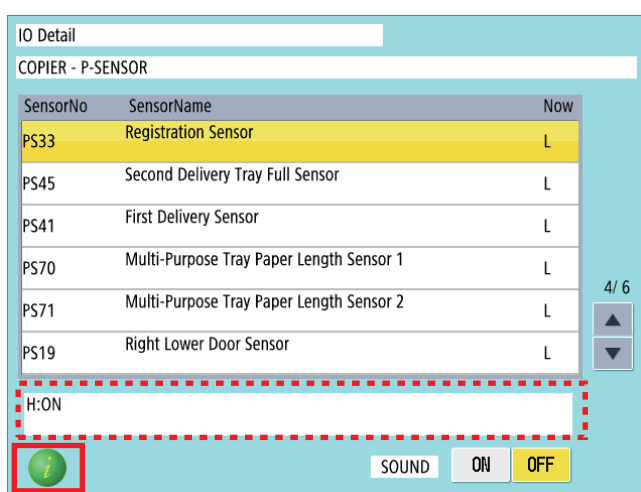 IO Detail
COPIER - P-SENSOR
SensorNo SensorName Now
PS33 Registration Sensor L
PS45 Second Delivery Tray Full Sensor L
PS41 First Delivery Sensor L
PS70 Multi-Purpose Tray Paper Length Sensor 1 L
PS71 Multi-Purpose Tray Paper Length Sensor 2 L
PS19 Right Lower Door Sensor L
4/ 6
H:ON
i
SOUND ON OFF